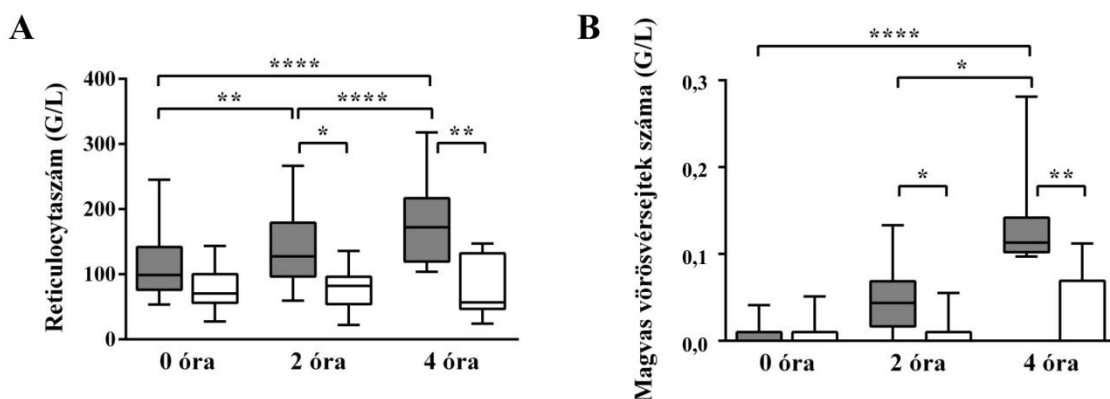 A
Reticulocytaszám (G/L)
400
300
200
100
0
****
**
****
*
**
0 óra
2 óra
4 óra
B
Magvas vörösvérsejtek száma (G/L)
0,3
0,2
0,1
0,0
****
*
*
**
0 óra
2 óra
4 óra